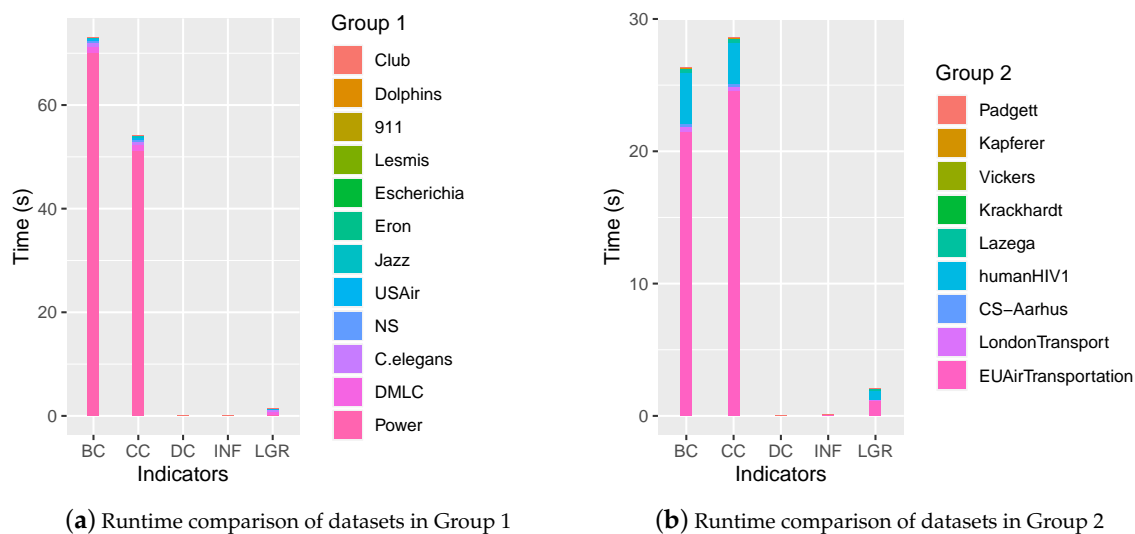 Time (s)
60
40
20
0
BC CC DC INF LGR
Indicators
Group 1
Club
Dolphins
911
Lesmis
Escherichia
Eron
Jazz
USAir
NS
C.elegans
DMLC
Power
(a) Runtime comparison of datasets in Group 1
Time (s)
30
20
10
0
BC CC DC INF LGR
Indicators
Group 2
Padgett
Kapferer
Vickers
Krackhardt
Lazega
humanHIV1
CS−Aarhus
LondonTransport
EUAirTransportation
(b) Runtime comparison of datasets in Group 2